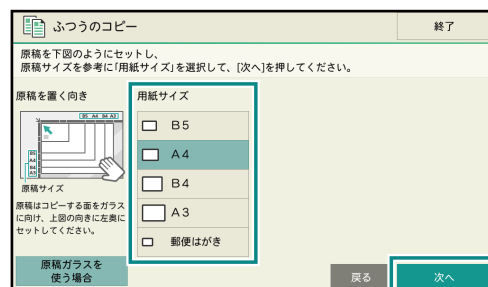 ふつうのコピー
終了
原稿を下図のようにセットし、
原稿サイズを参考に「用紙サイズ」を選択して、[次へ]を押してください。
原稿を置く向き
B5 A4 B4 A3
B5
A4
B4
A3
原稿サイズ
原稿はコピーする面をガラス
に向け、上図の向きに左奥に
セットしてください。
原稿ガラスを
使う場合
用紙サイズ
B5
A4
B4
A3
郵便はがき
戻る
次へ